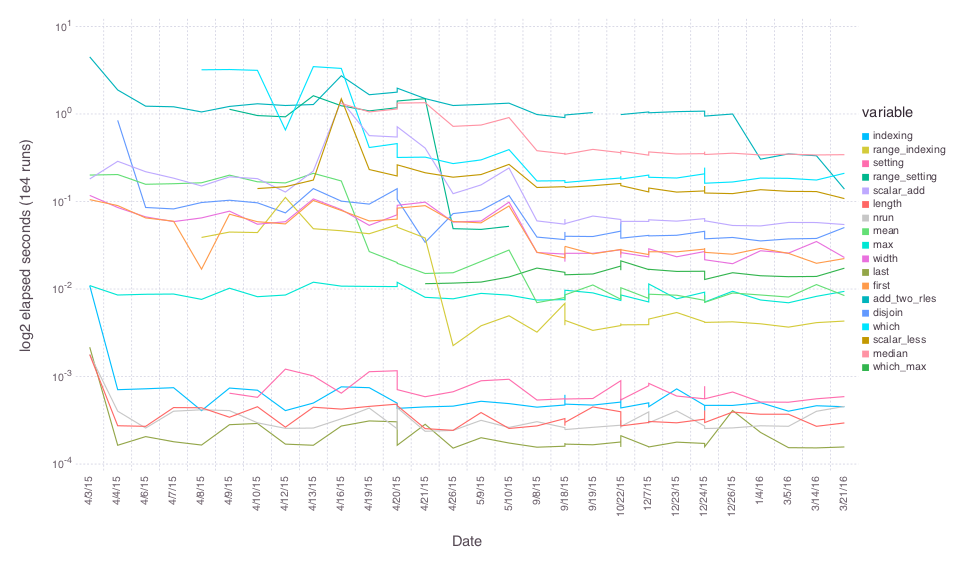 log2 elapsed seconds (1e4 runs)
10^1
10^0
10^-1
10^-2
10^-3
10^-4
4/3/15
4/4/15
4/6/15
4/7/15
4/8/15
4/9/15
4/10/15
4/12/15
4/13/15
4/16/15
4/19/15
4/20/15
4/21/15
4/26/15
5/9/15
5/10/15
9/8/15
9/18/15
9/19/15
10/22/15
12/7/15
12/23/15
12/24/15
12/26/15
1/4/16
3/5/16
3/14/16
3/21/16
Date
variable
indexing
range_indexing
setting
range_setting
scalar_add
length
nrun
mean
max
width
last
first
add_two_rles
disjoin
which
scalar_less
median
which_max